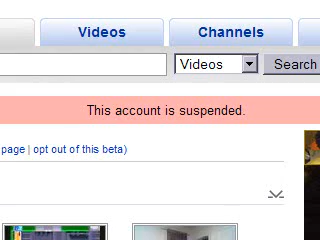 Videos Channels
Videos Search
This account is suspended.
page | opt out of this beta)